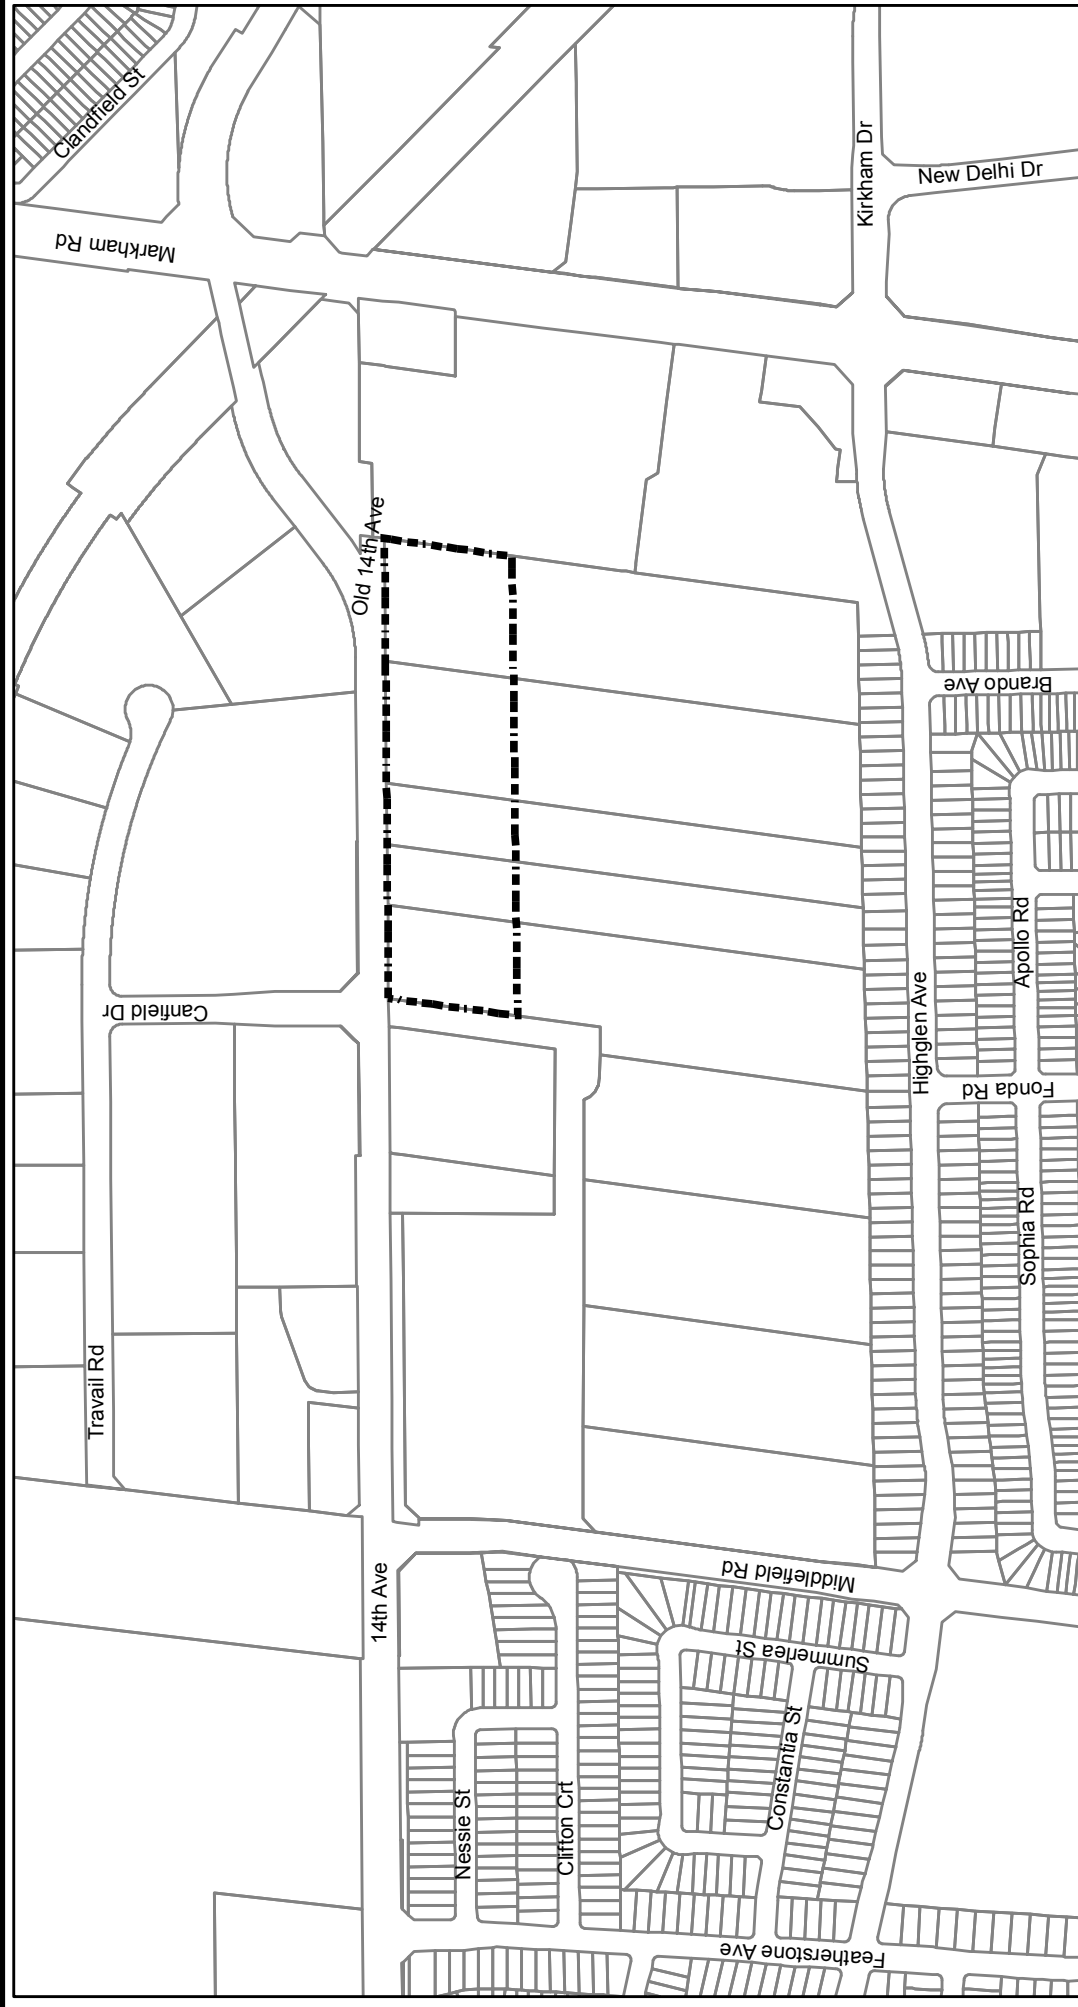 Clandfield St
Markham Rd
Kirkham Dr
New Delhi Dr
Old 14th Ave
Brando Ave
Apollo Rd
Canfield Dr
Highglen Ave
Fonda Rd
Sophia Rd
Travail Rd
14th Ave
Middlefield Rd
Summerlea St
Constantia St
Nessie St
Clifton Crt
Featherstone Ave